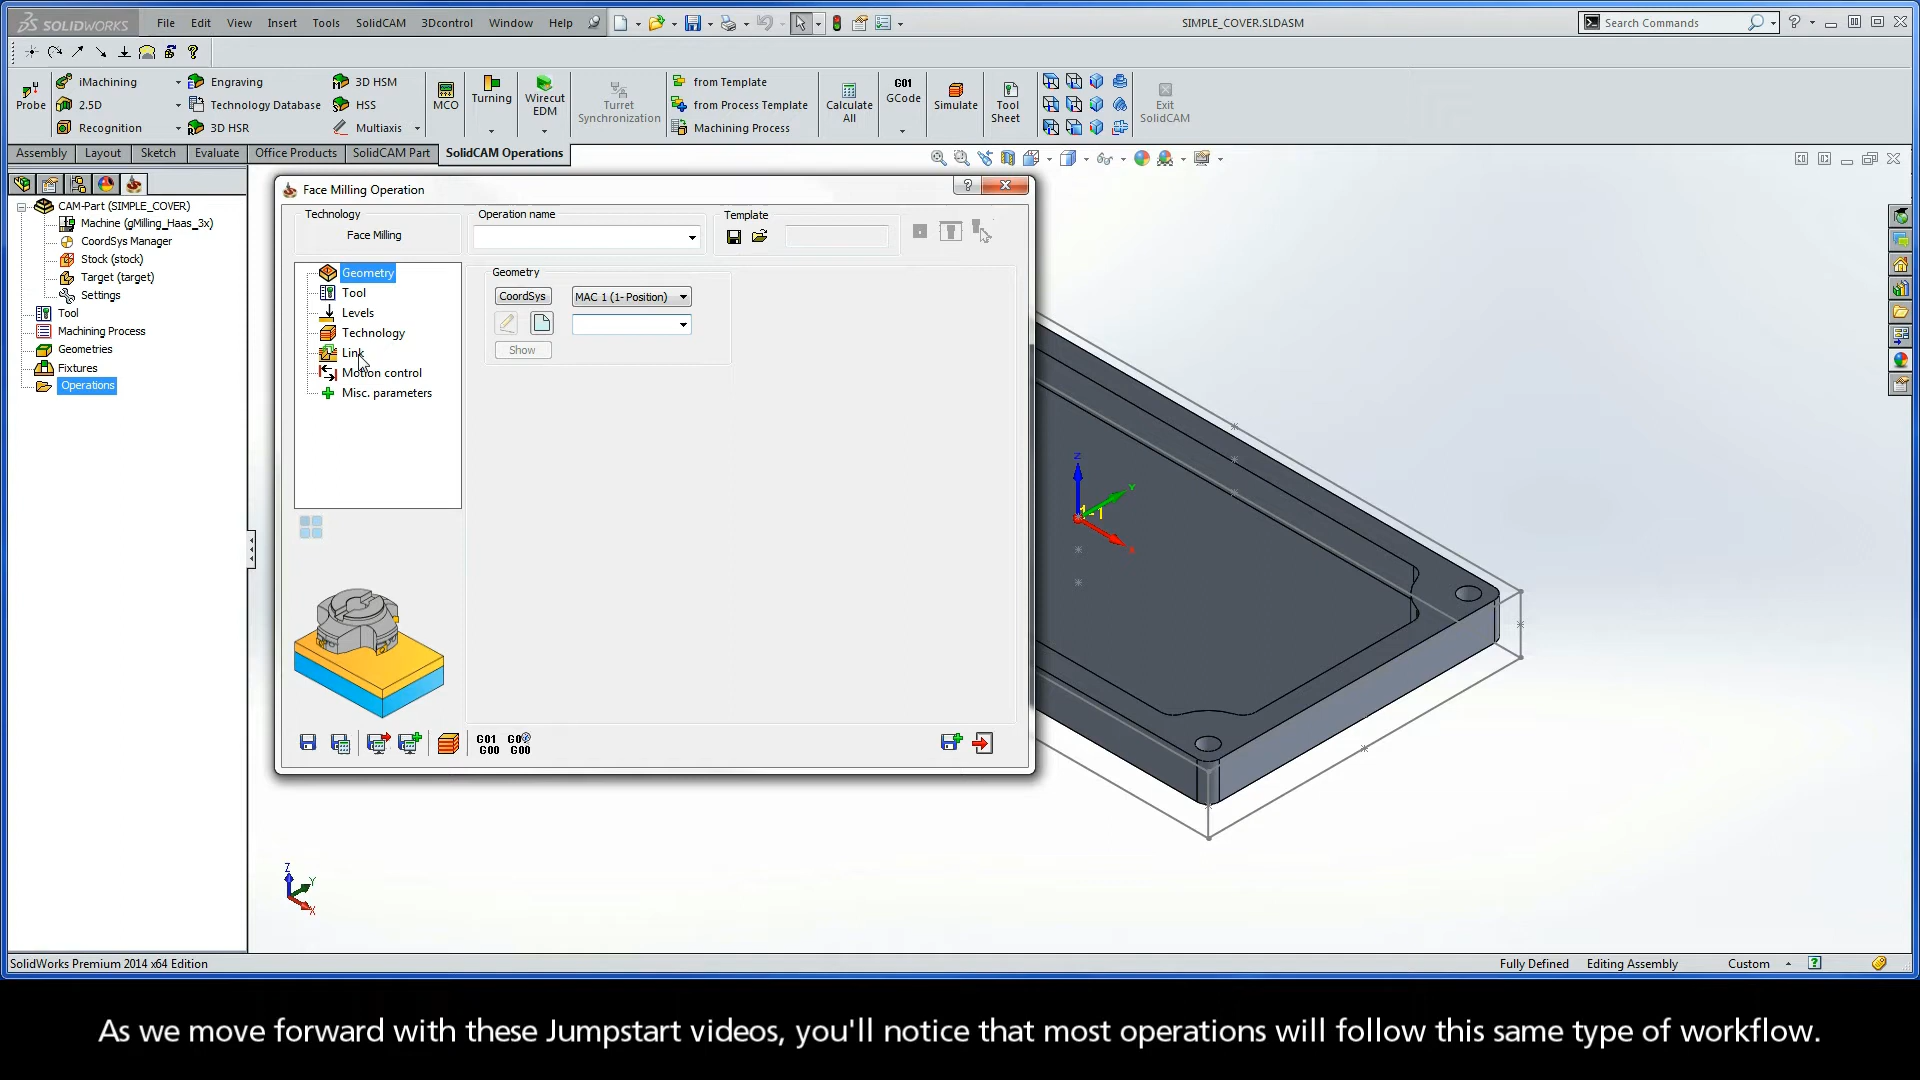 SOLIDWORKS File Edit View Insert Tools SolidCAM 3Dcontrol Window Help SIMPLE_COVER.SLDASM Search Commands
Probe
iMachining
2.5D
Recognition
Engraving
Technology Database
3D HSR
3D HSM
HSS
Multiaxis
MCO
Turning
Wirecut
EDM
Turret
Synchronization
from Template
from Process Template
Machining Process
Calculate
All
G01
GCode
Simulate
Tool
Sheet
Exit
SolidCAM
Assembly Layout Sketch Evaluate Office Products SolidCAM Part SolidCAM Operations
CAM-Part (SIMPLE_COVER)
Machine (gMilling_Haas_3x)
CoordSys Manager
Stock (stock)
Target (target)
Settings
Tool
Machining Process
Geometries
Fixtures
Operations
Face Milling Operation
Technology
Face Milling
Operation name
Template
Geometry
Tool
Levels
Technology
Link
Motion control
Misc. parameters
Geometry
CoordSys MAC 1 (1- Position)
Show
G01
G00
G0
G00
Z
Y
X
1-1
Z
Y
X
SolidWorks Premium 2014 x64 Edition Fully Defined Editing Assembly Custom
As we move forward with these Jumpstart videos, you'll notice that most operations will follow this same type of workflow.